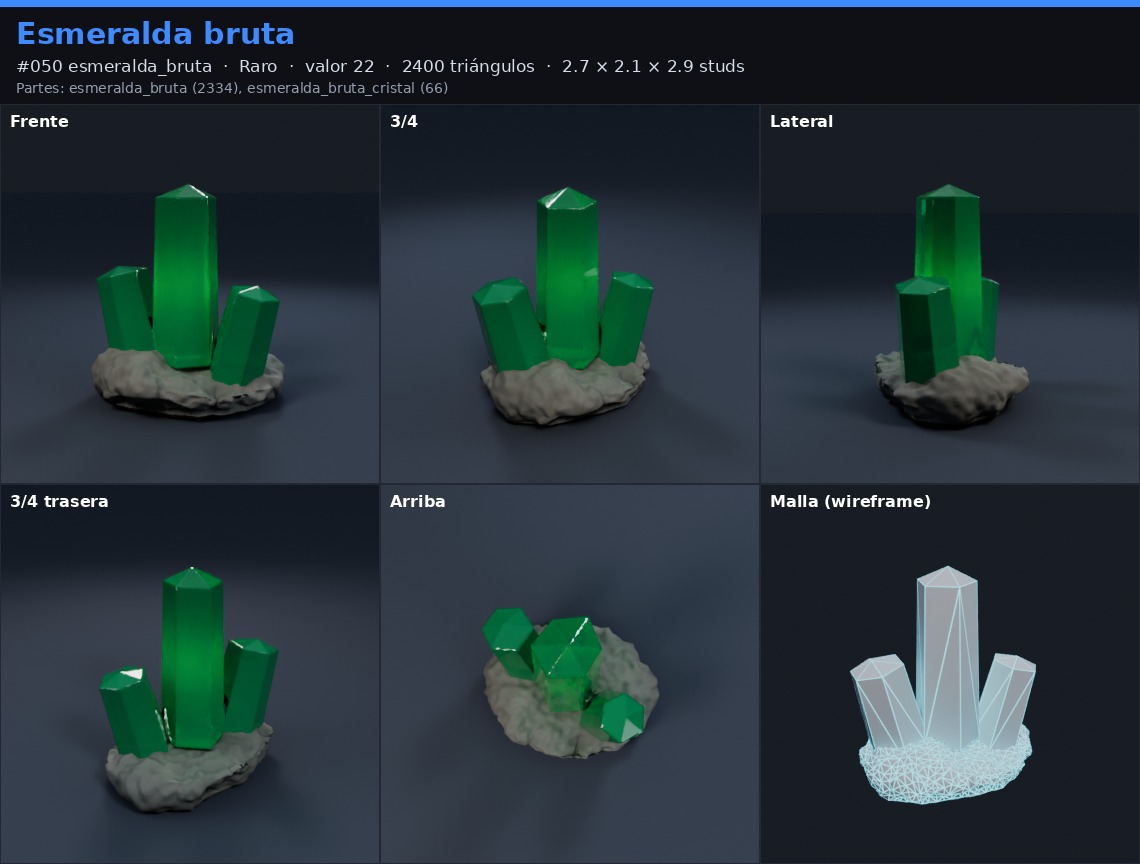 Esmeralda bruta
#050 esmeralda_bruta · Raro · valor 22 · 2400 triángulos · 2.7 × 2.1 × 2.9 studs
Partes: esmeralda_bruta (2334), esmeralda_bruta_cristal (66)
Frente
3/4
Lateral
3/4 trasera
Arriba
Malla (wireframe)